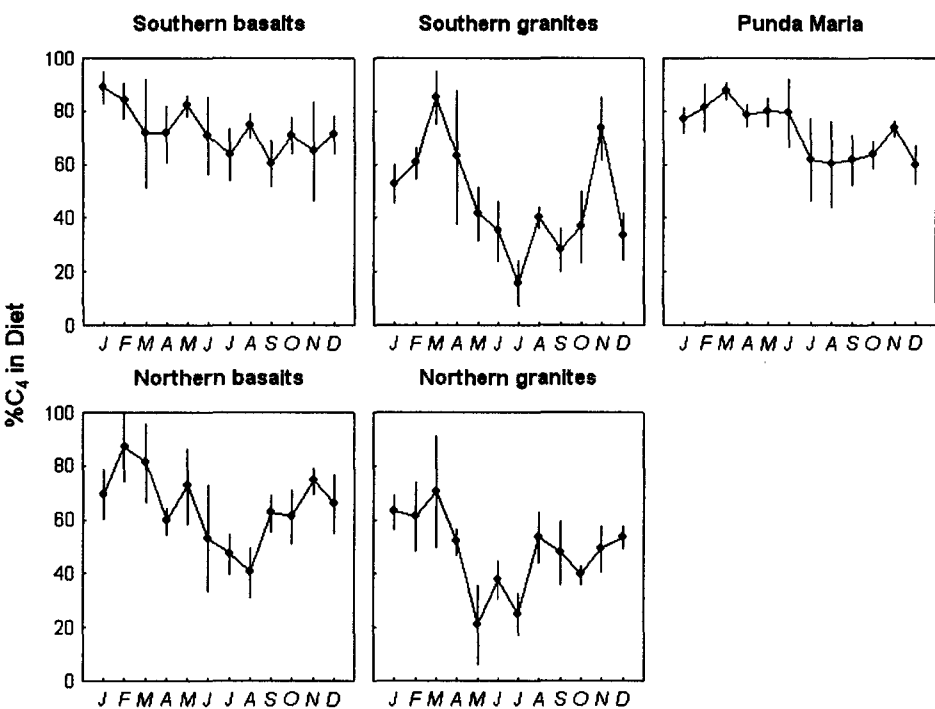 Southern basalts
Southern granites
Punda Maria
100
80
60
40
20
0
J F M A M J J A S O N D
J F M A M J J A S O N D
J F M A M J J A S O N D
%C₄ in Diet
Northern basalts
Northern granites
100
80
60
40
20
0
J F M A M J J A S O N D
J F M A M J J A S O N D